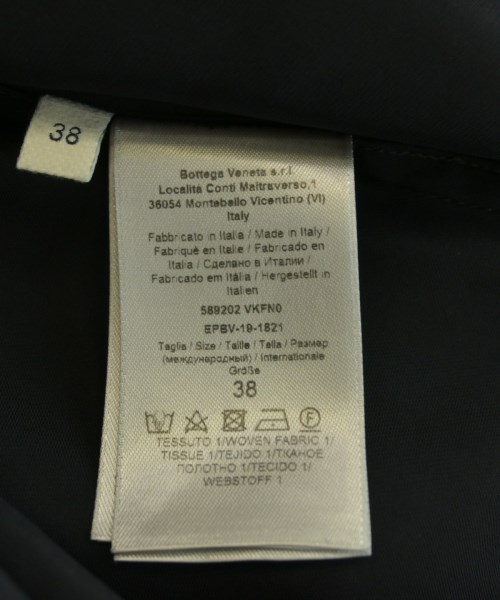 38
Bottega Veneta s.r.l.
Località Conti Maltraverso,1
36054 Montebello Vicentino (VI)
Italy
Fabbricato in Italia / Made in Italy /
Fabriqué en Italie / Fabricado en
Italia / Сделано в Италии /
Fabricado em Itália / Hergestellt in
Italien
589202 VKFN0
EPBV-19-1821
Taglia / Size / Taille / Talla / Размер
(международный) / Internationale
Größe
38
TESSUTO 1/WOVEN FABRIC 1/
TISSUE 1/TEJIDO 1/ТКАНОЕ
ПОЛОТНО 1/TECIDO 1/
WEBSTOFF 1